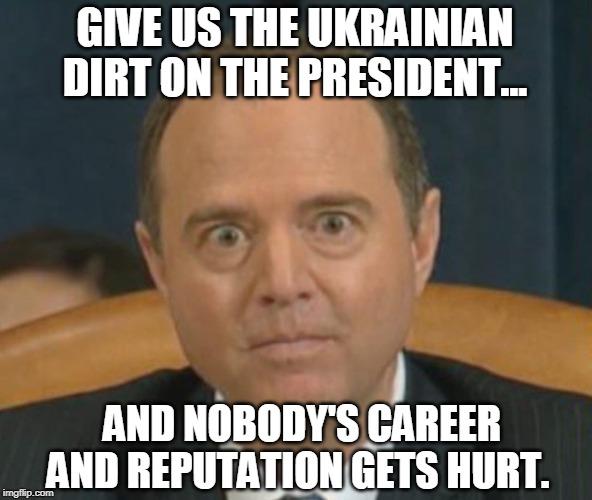 GIVE US THE UKRAINIAN
DIRT ON THE PRESIDENT...
AND NOBODY'S CAREER
AND REPUTATION GETS HURT.
imgflip.com